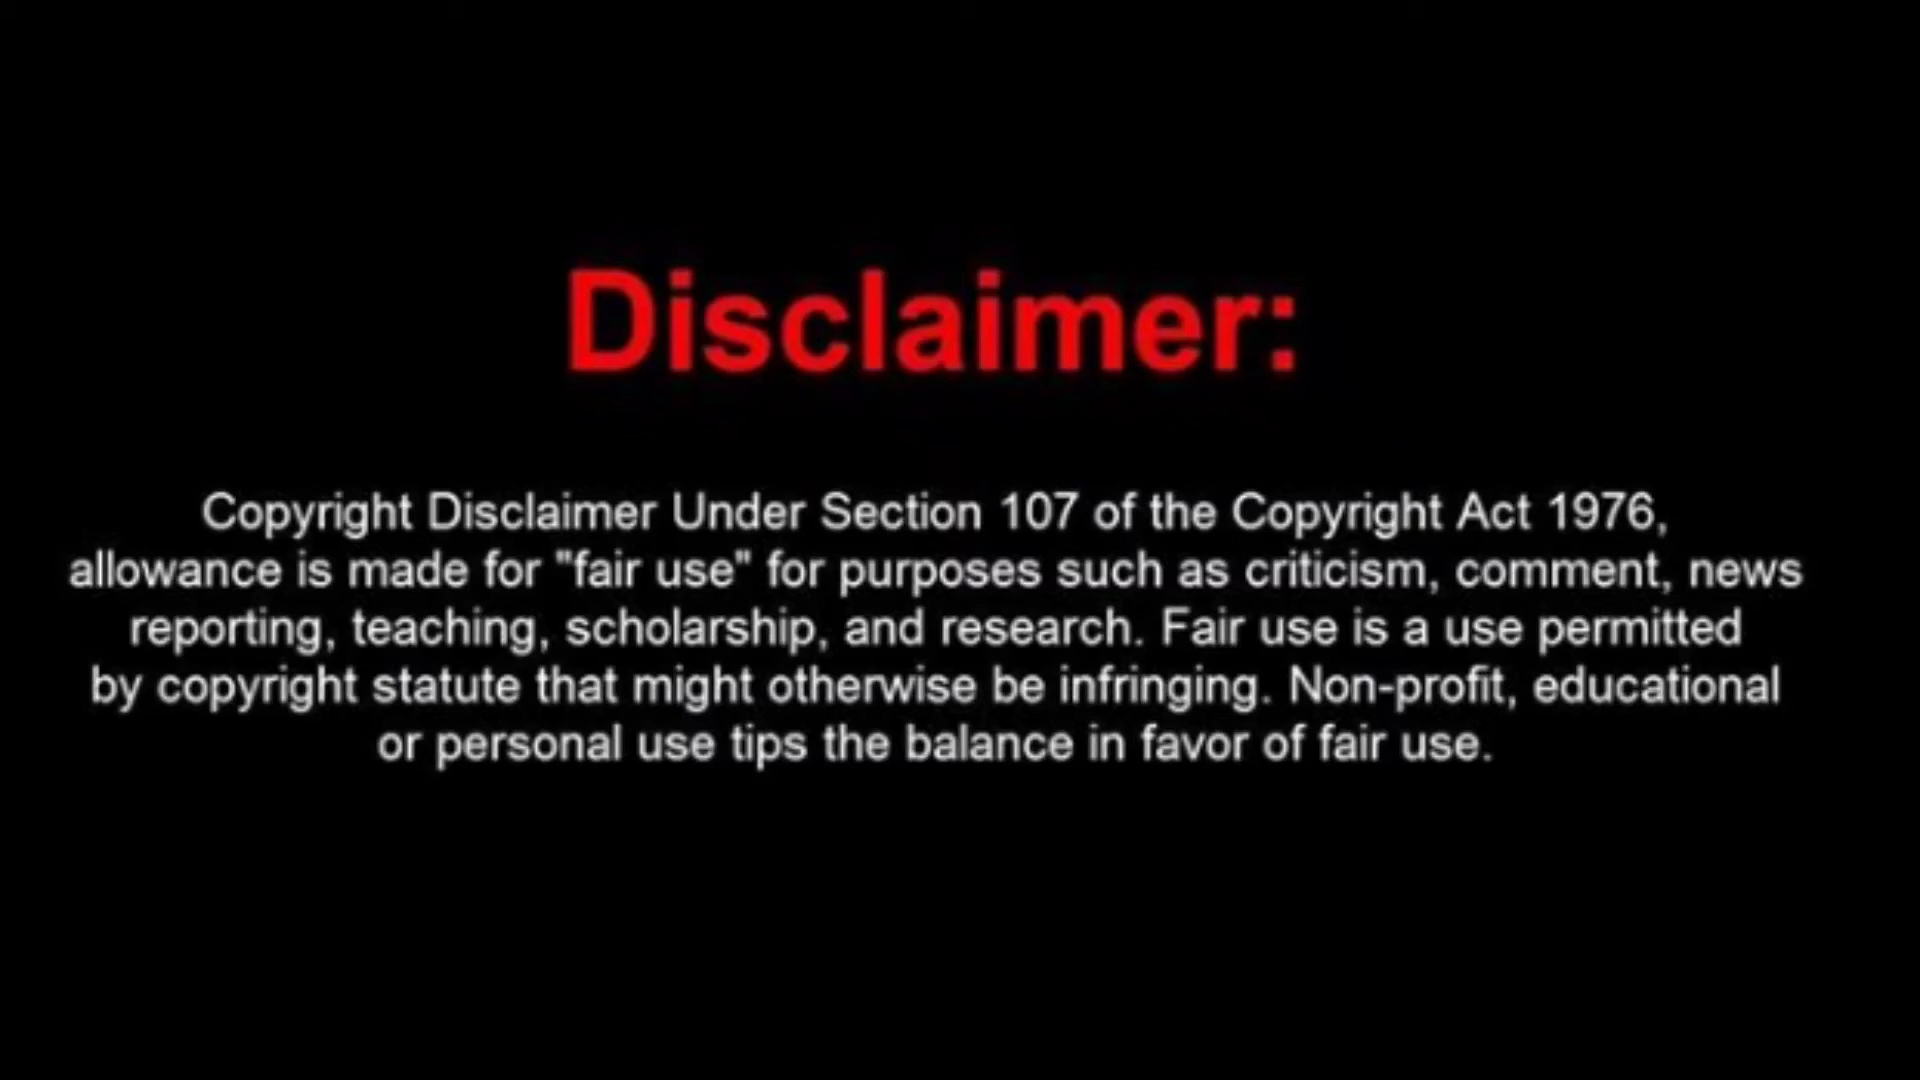 Disclaimer:
Copyright Disclaimer Under Section 107 of the Copyright Act 1976,
allowance is made for "fair use" for purposes such as criticism, comment, news
reporting, teaching, scholarship, and research. Fair use is a use permitted
by copyright statute that might otherwise be infringing. Non-profit, educational
or personal use tips the balance in favor of fair use.